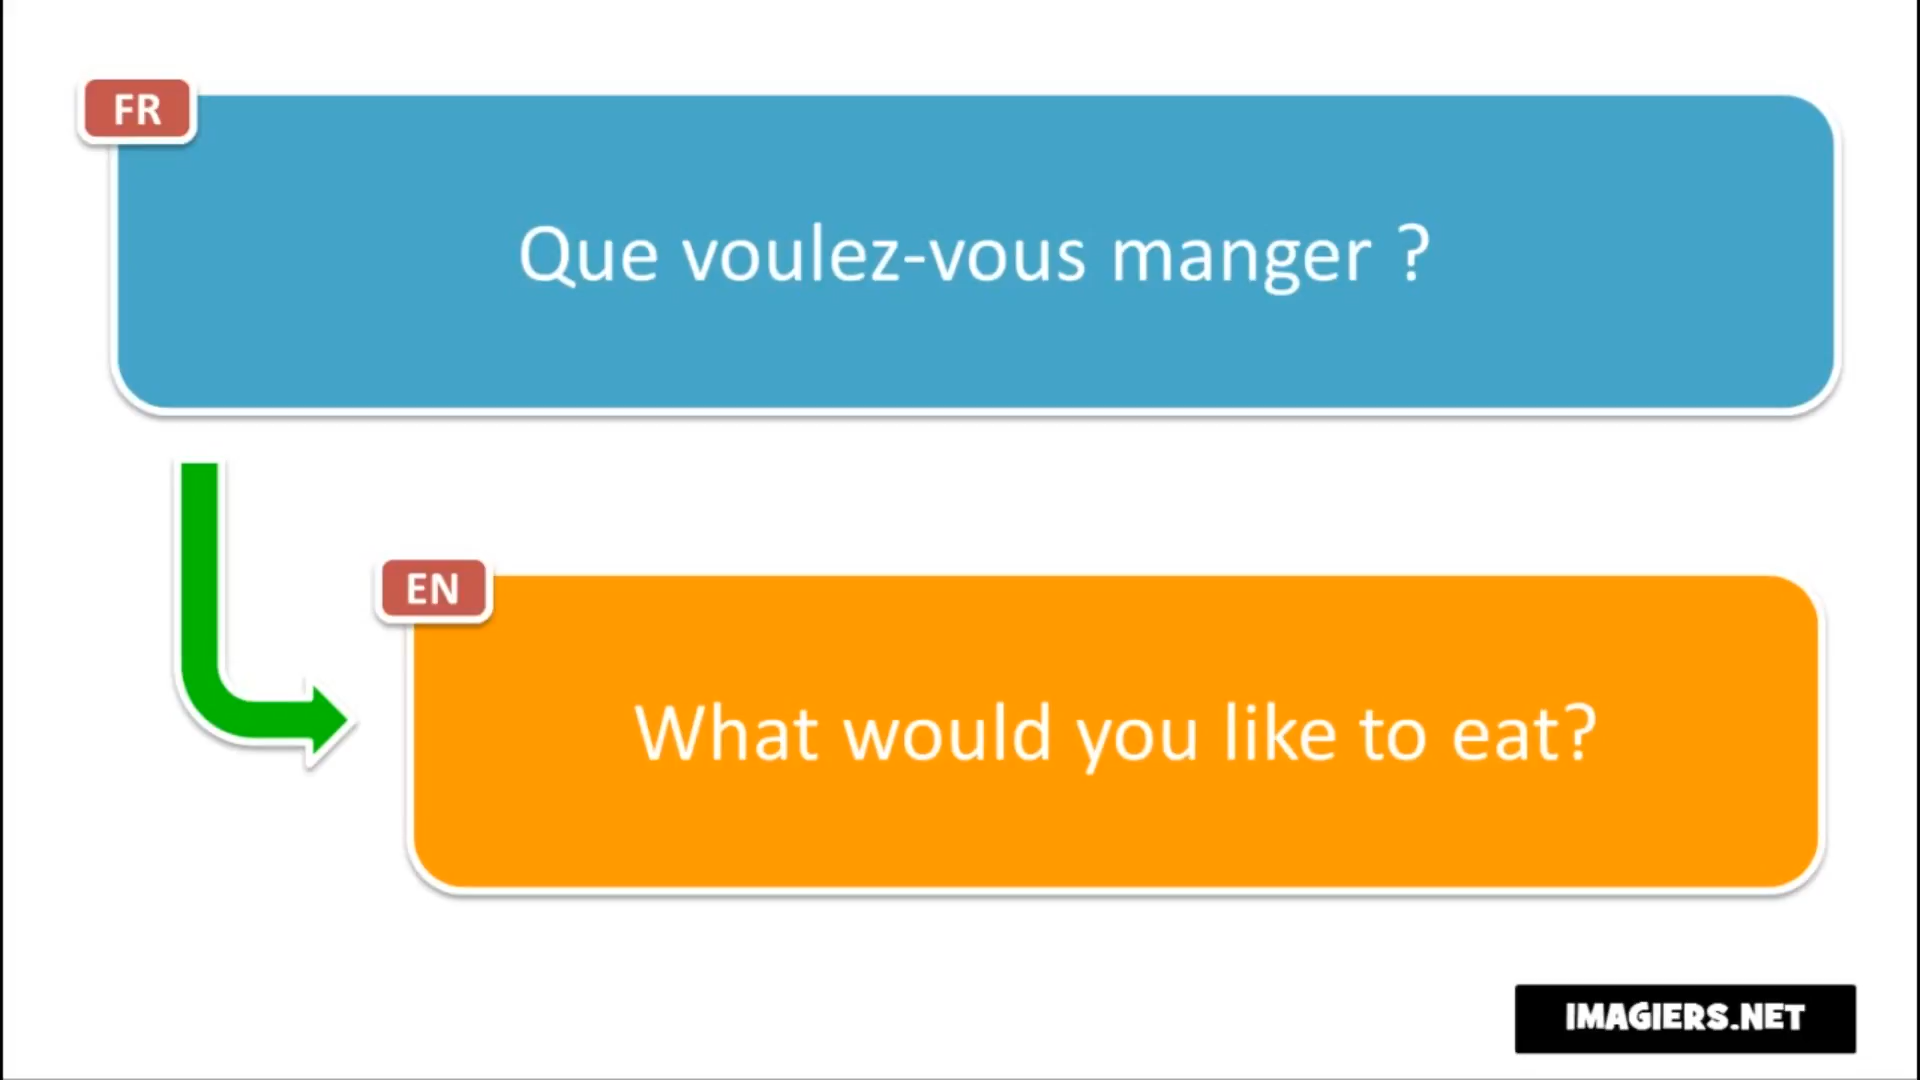 FR
Que voulez-vous manger ?
EN
What would you like to eat?
IMAGIERS.NET